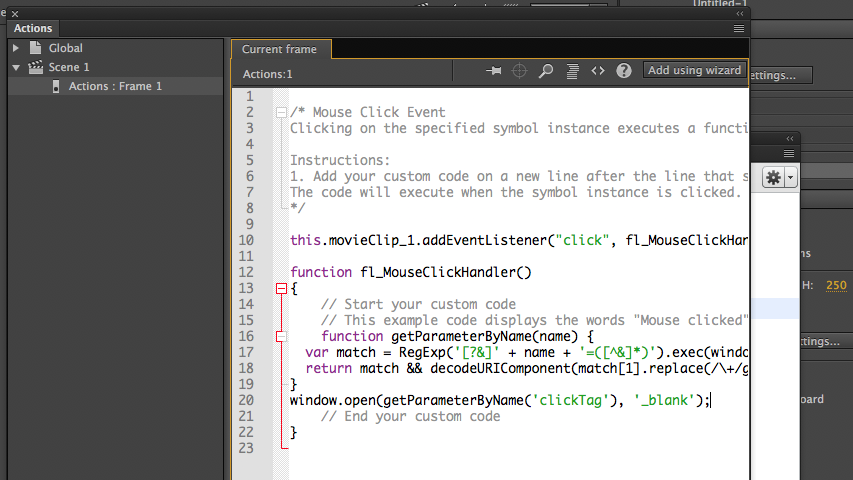 Untitled-1
Actions
Global
Scene 1
Actions : Frame 1
Current frame
Actions:1
Add using wizard
ettings...
1
2 /* Mouse Click Event
3 Clicking on the specified symbol instance executes a functi
4
5 Instructions:
6 1. Add your custom code on a new line after the line that s
7 The code will execute when the symbol instance is clicked.
8 */
9
10 this.movieClip_1.addEventListener("click", fl_MouseClickHan
11
12 function fl_MouseClickHandler()
13 {
14 // Start your custom code
15 // This example code displays the words "Mouse clicked"
16 function getParameterByName(name) {
17 var match = RegExp('[?&]' + name + '=([^&]*)').exec(windo
18 return match && decodeURIComponent(match[1].replace(/\+/g
19 }
20 window.open(getParameterByName('clickTag'), '_blank');
21 // End your custom code
22 }
23
ns
H: 250
ttings...
oard